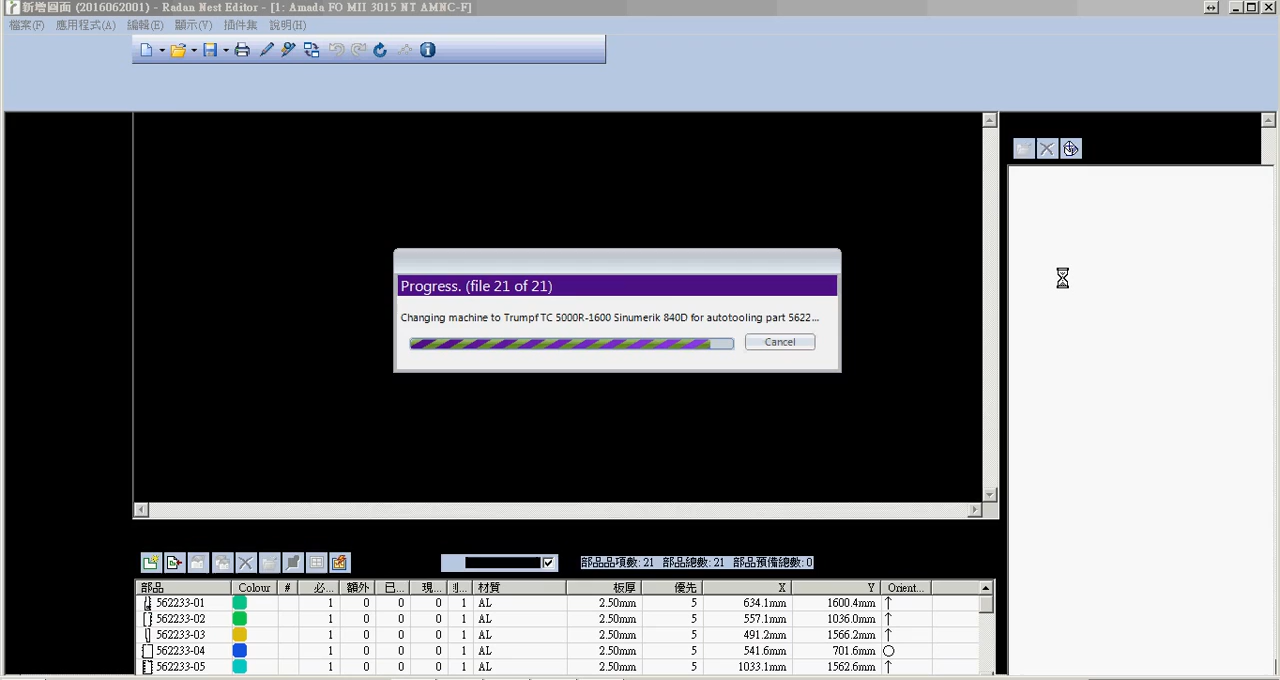 新增圖面 (2016062001) - Radan Nest Editor - [1: Amada FO MII 3015 NT AMNC-F]
檔案(F) 應用程式(A) 編輯(E) 顯示(V) 插件集 說明(H)
Progress. (file 21 of 21)
Changing machine to Trumpf TC 5000R-1600 Sinumerik 840D for autotooling part 5622...
Cancel
部品品項數: 21 部品總數: 21 部品預備總數: 0
部品 Colour # 必... 額外 已... 現... 材質 板厚 優先 X Y Orient...
562233-01 1 0 0 0 1 AL 2.50mm 5 634.1mm 1600.4mm ↑
562233-02 1 0 0 0 1 AL 2.50mm 5 557.1mm 1036.0mm ↑
562233-03 1 0 0 0 1 AL 2.50mm 5 491.2mm 1566.2mm ↑
562233-04 1 0 0 0 1 AL 2.50mm 5 541.6mm 701.6mm
562233-05 1 0 0 0 1 AL 2.50mm 5 1033.1mm 1562.6mm ↑